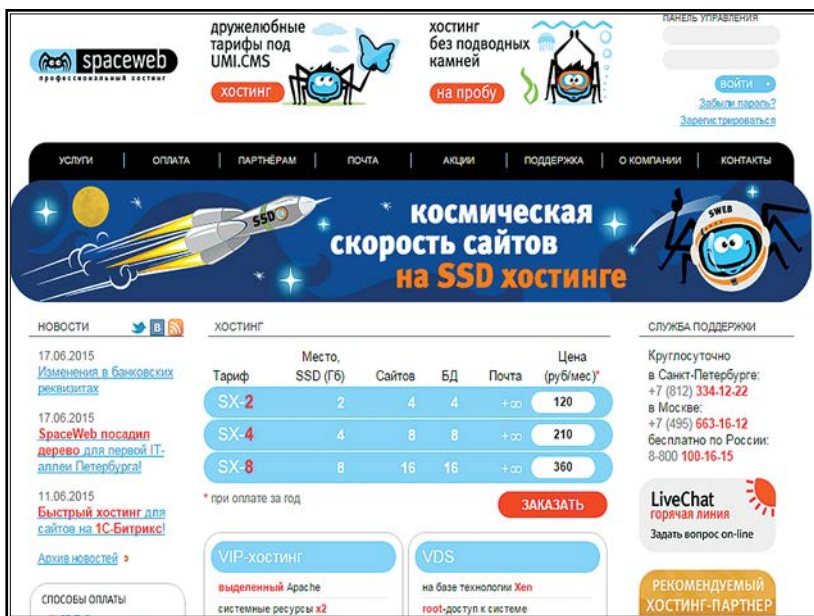 spaceweb
профессиональный хостинг
дружелюбные
тарифы под
UMI.CMS
хостинг
хостинг
без подводных
камней
на пробу
ПАНЕЛЬ УПРАВЛЕНИЯ
ВОЙТИ
Забыли пароль?
Зарегистрироваться
УСЛУГИ | ОПЛАТА | ПАРТНЁРАМ | ПОЧТА | АКЦИИ | ПОДДЕРЖКА | О КОМПАНИИ | КОНТАКТЫ
SSD
космическая
скорость сайтов
на SSD хостинге
SWEB
НОВОСТИ
17.06.2015
Изменения в банковских
реквизитах
17.06.2015
SpaceWeb посадил
дерево для первой IT-
аллеи Петербурга!
11.06.2015
Быстрый хостинг для
сайтов на 1С-Битрикс!
Архив новостей
СПОСОБЫ ОПЛАТЫ
ХОСТИНГ
Тариф Место, SSD (Гб) Сайтов БД Почта Цена (руб/мес)*
SX-2 2 4 4 +∞ 120
SX-4 4 8 8 +∞ 210
SX-8 8 16 16 +∞ 360
* при оплате за год
ЗАКАЗАТЬ
VIP-хостинг
выделенный Apache
системные ресурсы x2
VDS
на базе технологии Xen
root-доступ к системе
СЛУЖБА ПОДДЕРЖКИ
Круглосуточно
в Санкт-Петербурге:
+7 (812) 334-12-22
в Москве:
+7 (495) 663-16-12
бесплатно по России:
8-800 100-16-15
LiveChat
горячая линия
Задать вопрос on-line
РЕКОМЕНДУЕМЫЙ
ХОСТИНГ-ПАРТНЕР